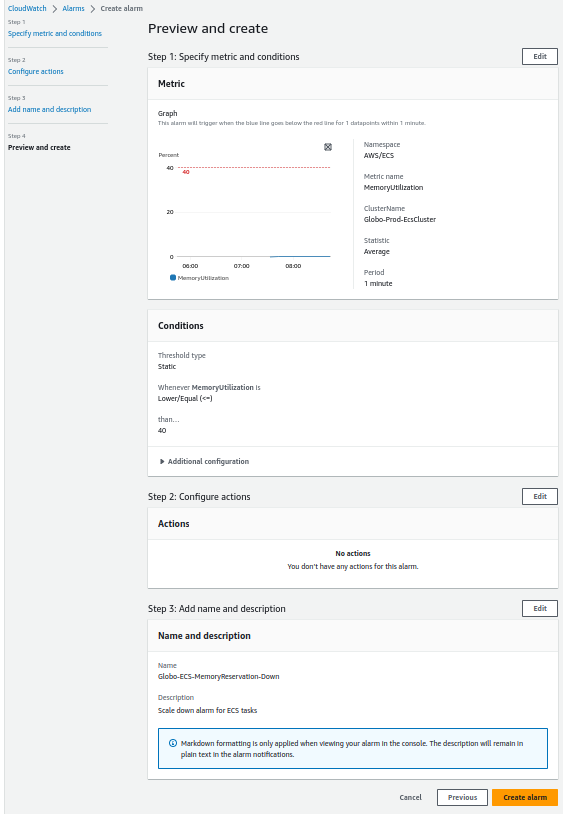 CloudWatch > Alarms > Create alarm
Step 1
Specify metric and conditions
Step 2
Configure actions
Step 3
Add name and description
Step 4
Preview and create
Preview and create
Step 1: Specify metric and conditions
Edit
Metric
Graph
This alarm will trigger when the blue line goes below the red line for 1 datapoints within 1 minute.
Percent
40
40
20
0
06:00 07:00 08:00
MemoryUtilization
Namespace
AWS/ECS
Metric name
MemoryUtilization
ClusterName
Globo-Prod-EcsCluster
Statistic
Average
Period
1 minute
Conditions
Threshold type
Static
Whenever MemoryUtilization is
Lower/Equal (<=)
than...
40
Additional configuration
Step 2: Configure actions
Edit
Actions
No actions
You don't have any actions for this alarm.
Step 3: Add name and description
Edit
Name and description
Name
Globo-ECS-MemoryReservation-Down
Description
Scale down alarm for ECS tasks
Markdown formatting is only applied when viewing your alarm in the console. The description will remain in
plain text in the alarm notifications.
Cancel
Previous
Create alarm